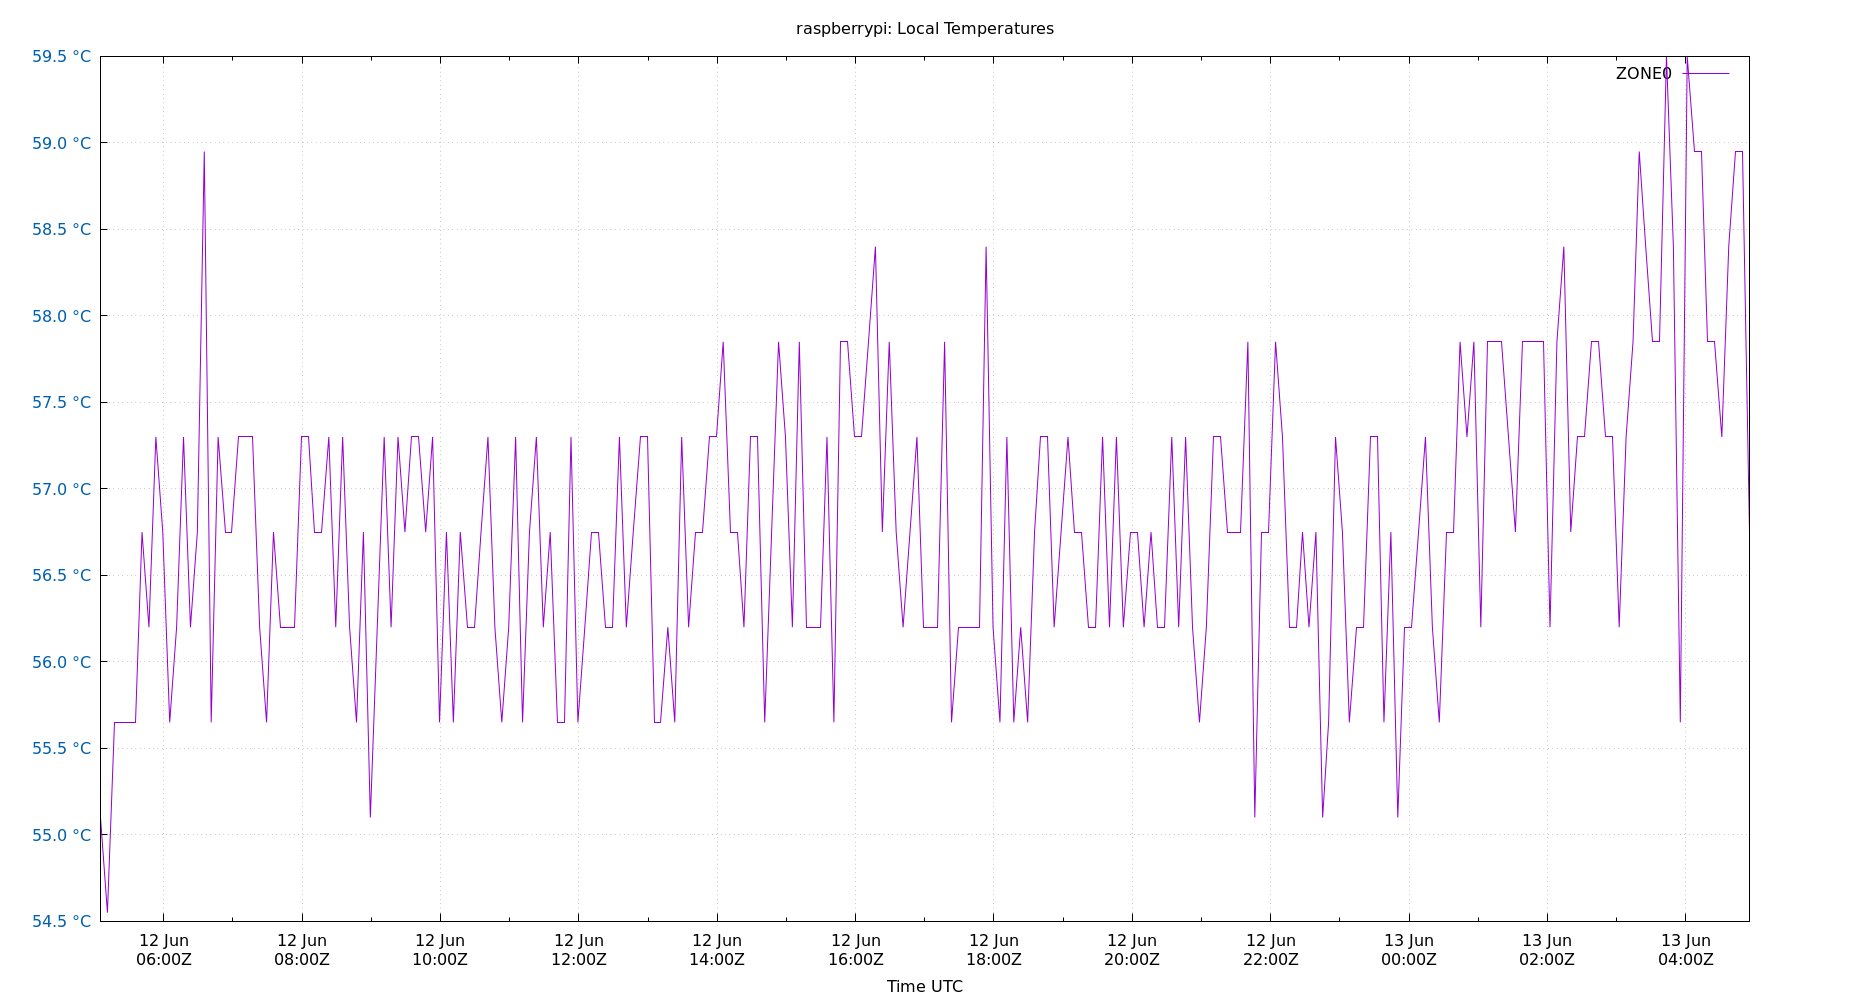 raspberrypi: Local Temperatures
59.5 °C
ZONE0
59.0 °C
58.5 °C
58.0 °C
57.5 °C
57.0 °C
56.5 °C
56.0 °C
55.5 °C
55.0 °C
54.5 °C
12 Jun 12 Jun 12 Jun 12 Jun 12 Jun 12 Jun 12 Jun 12 Jun 12 Jun 13 Jun 13 Jun 13 Jun
06:00Z 08:00Z 10:00Z 12:00Z 14:00Z 16:00Z 18:00Z 20:00Z 22:00Z 00:00Z 02:00Z 04:00Z
Time UTC